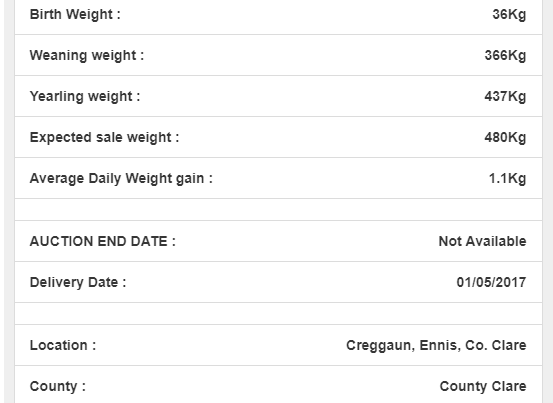 Birth Weight : 36Kg
Weaning weight : 366Kg
Yearling weight : 437Kg
Expected sale weight : 480Kg
Average Daily Weight gain : 1.1Kg
AUCTION END DATE : Not Available
Delivery Date : 01/05/2017
Location : Creggaun, Ennis, Co. Clare
County : County Clare